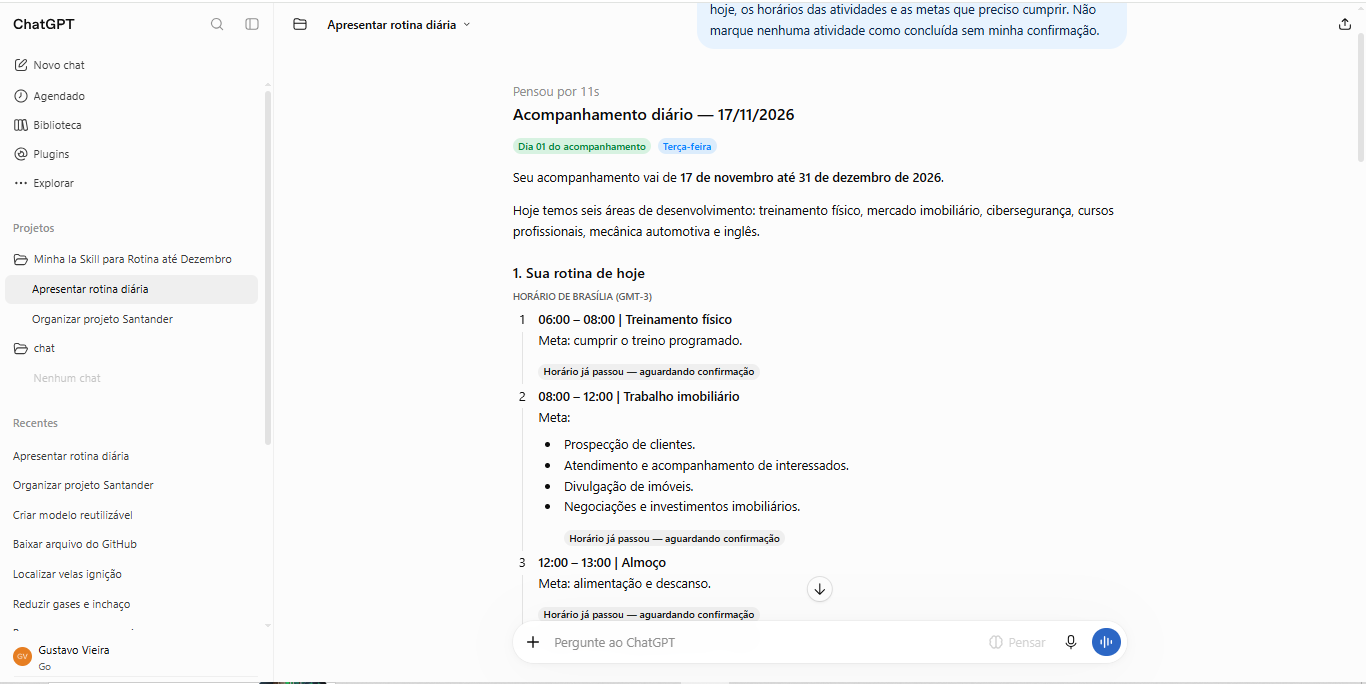 ChatGPT
Novo chat
Agendado
Biblioteca
Plugins
Explorar
Projetos
Minha Ia Skill para Rotina até Dezembro
Apresentar rotina diária
Organizar projeto Santander
chat
Nenhum chat
Recentes
Apresentar rotina diária
Organizar projeto Santander
Criar modelo reutilizável
Baixar arquivo do GitHub
Localizar velas ignição
Reduzir gases e inchaço
GV
Gustavo Vieira
Go
Apresentar rotina diária
hoje, os horários das atividades e as metas que preciso cumprir. Não
marque nenhuma atividade como concluída sem minha confirmação.
Pensou por 11s
Acompanhamento diário — 17/11/2026
Dia 01 do acompanhamento Terça-feira
Seu acompanhamento vai de 17 de novembro até 31 de dezembro de 2026.
Hoje temos seis áreas de desenvolvimento: treinamento físico, mercado imobiliário, cibersegurança, cursos
profissionais, mecânica automotiva e inglês.
1. Sua rotina de hoje
HORÁRIO DE BRASÍLIA (GMT-3)
1 06:00 – 08:00 | Treinamento físico
Meta: cumprir o treino programado.
Horário já passou — aguardando confirmação
2 08:00 – 12:00 | Trabalho imobiliário
Meta:
• Prospecção de clientes.
• Atendimento e acompanhamento de interessados.
• Divulgação de imóveis.
• Negociações e investimentos imobiliários.
Horário já passou — aguardando confirmação
3 12:00 – 13:00 | Almoço
Meta: alimentação e descanso.
Horário já passou — aguardando confirmação
Pergunte ao ChatGPT
Pensar